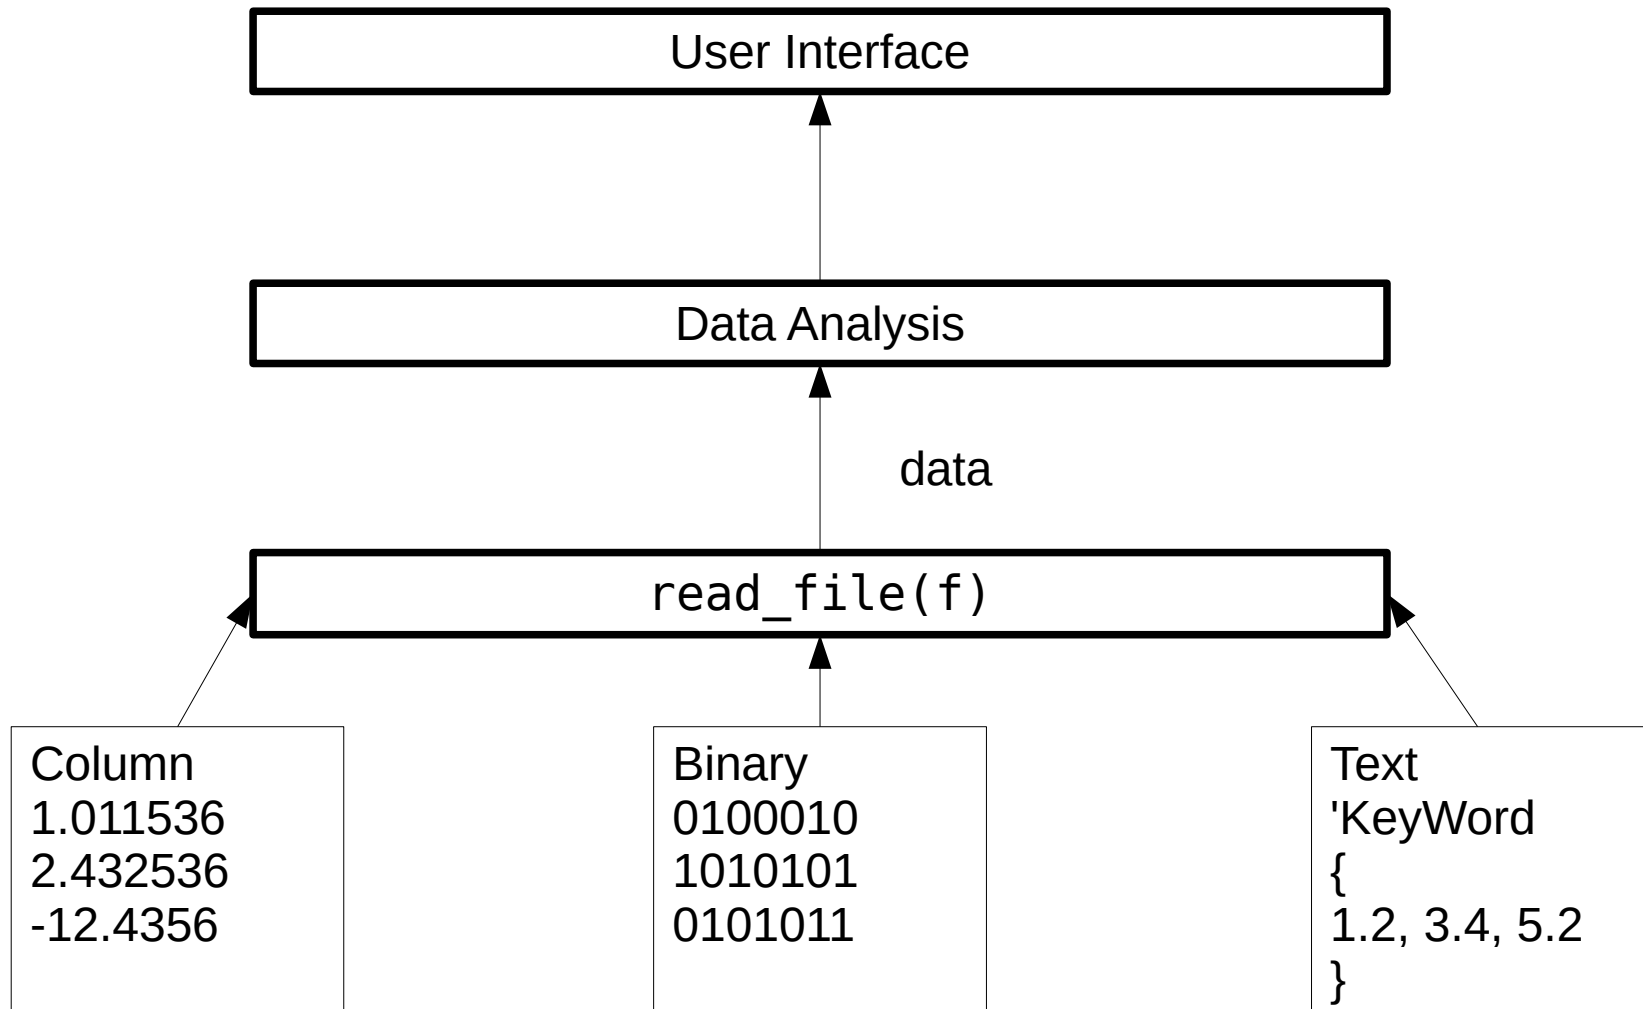 User Interface
Data Analysis
data
read_file(f)
Column
1.011536
2.432536
-12.4356
Binary
0100010
1010101
0101011
Text
'KeyWord
{
1.2, 3.4, 5.2
}